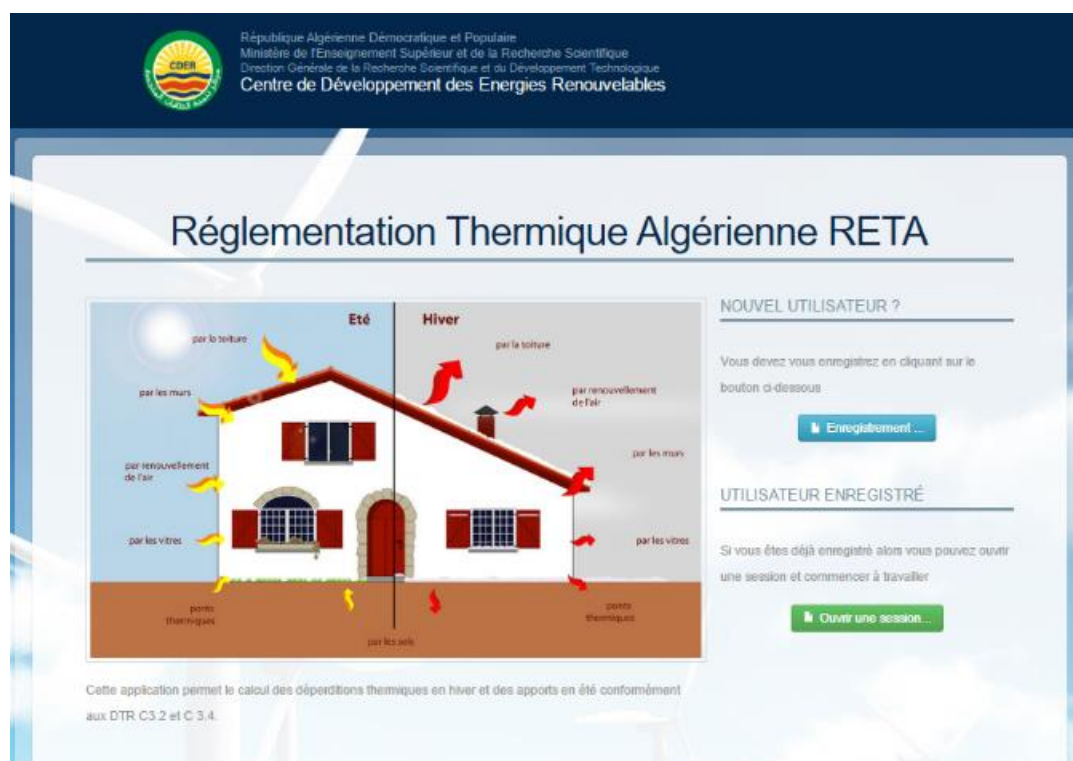 CDER
République Algérienne Démocratique et Populaire
Ministère de l'Enseignement Supérieur et de la Recherche Scientifique
Direction Générale de la Recherche Scientifique et du Développement Technologique
Centre de Développement des Energies Renouvelables
Réglementation Thermique Algérienne RETA
Eté
Hiver
par la toiture
par les murs
par renouvellement
de l'air
par les vitres
ponts
thermiques
par les sols
par la toiture
par renouvellement
de l'air
par les murs
par les vitres
ponts
thermiques
Cette application permet le calcul des déperditions thermiques en hiver et des apports en été conformément
aux DTR C3.2 et C 3.4.
NOUVEL UTILISATEUR ?
Vous devez vous enregistrez en cliquant sur le
bouton ci-dessous
Enregistrement ...
UTILISATEUR ENREGISTRÉ
Si vous êtes déjà enregistré alors vous pouvez ouvrir
une session et commencer à travailler
Ouvrir une session...